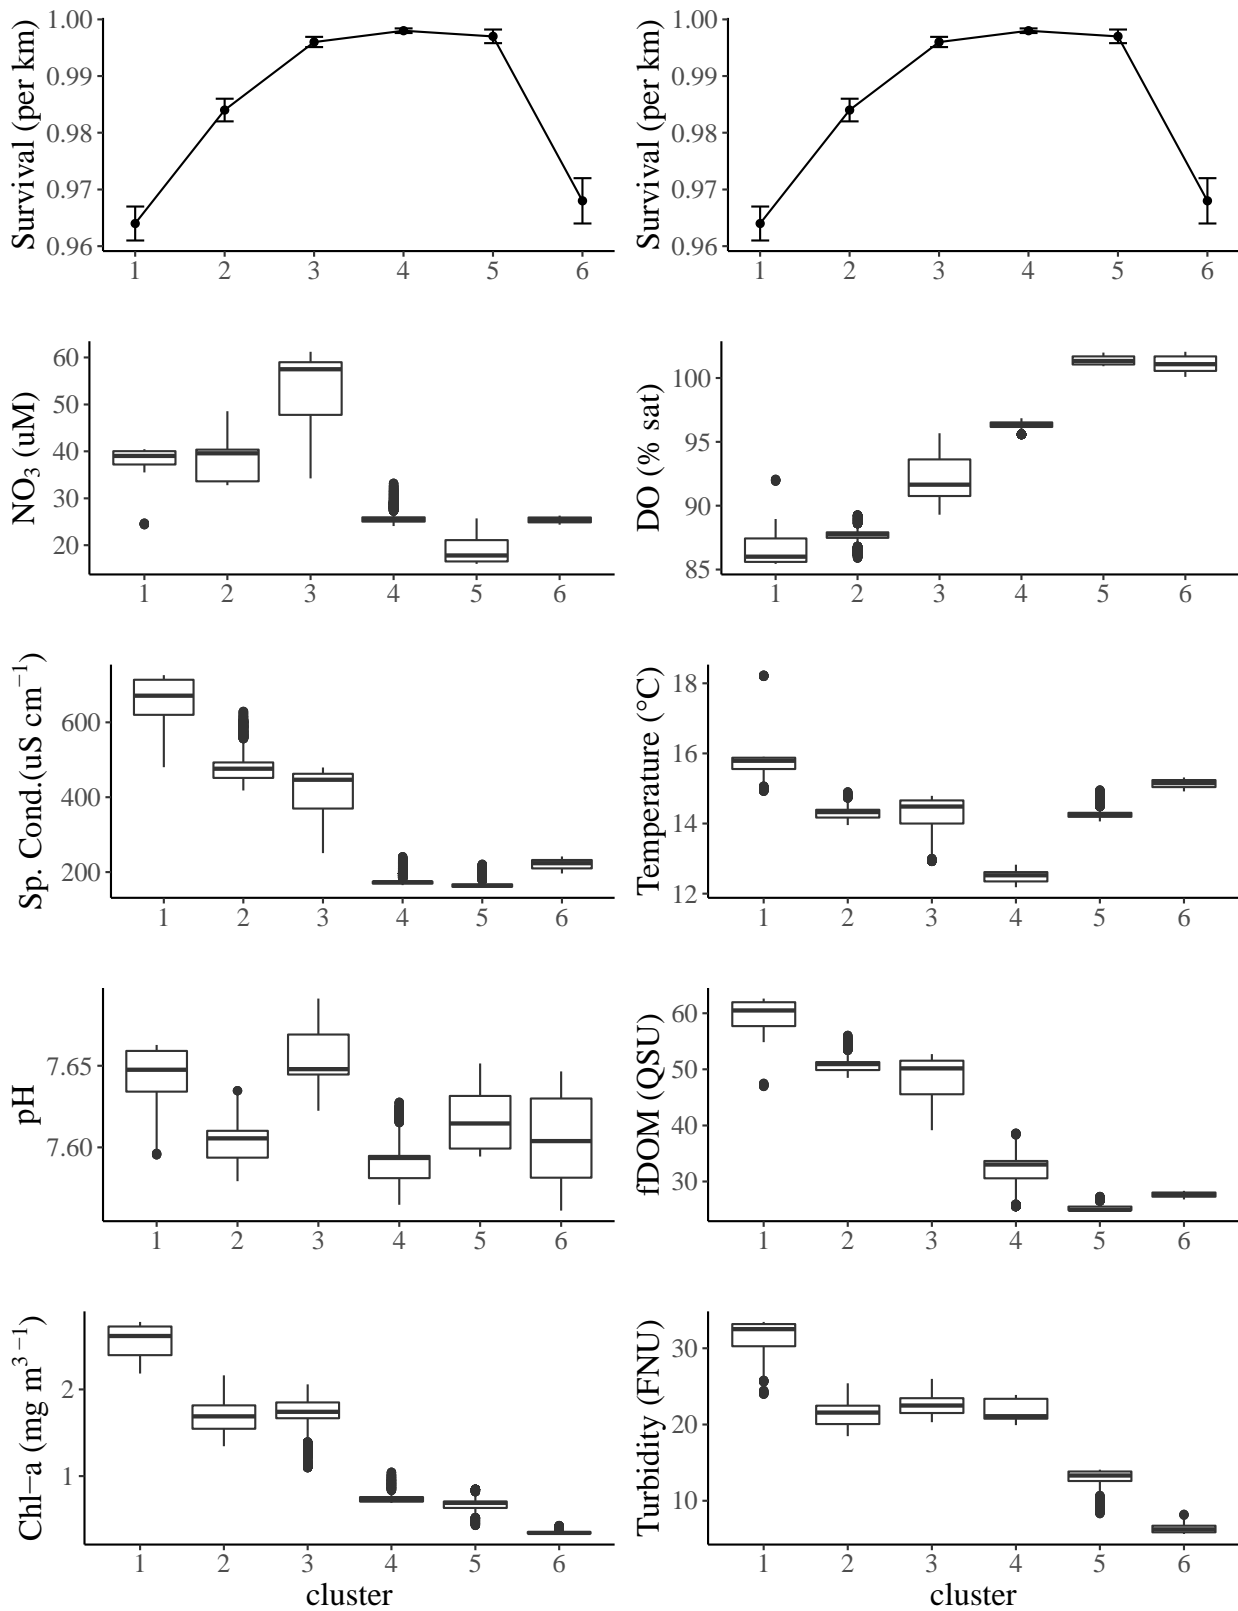 Survival (per km)
1.00
0.99
0.98
0.97
0.96
1 2 3 4 5 6
Survival (per km)
1.00
0.99
0.98
0.97
0.96
1 2 3 4 5 6
NO₃ (uM)
60
50
40
30
20
1 2 3 4 5 6
DO (% sat)
100
95
90
85
1 2 3 4 5 6
Sp. Cond.(uS cm⁻¹)
600
400
200
1 2 3 4 5 6
Temperature (°C)
18
16
14
12
1 2 3 4 5 6
pH
7.65
7.60
1 2 3 4 5 6
fDOM (QSU)
60
50
40
30
1 2 3 4 5 6
Chl−a (mg m³ ⁻¹)
2
1
1 2 3 4 5 6
cluster
Turbidity (FNU)
30
20
10
1 2 3 4 5 6
cluster